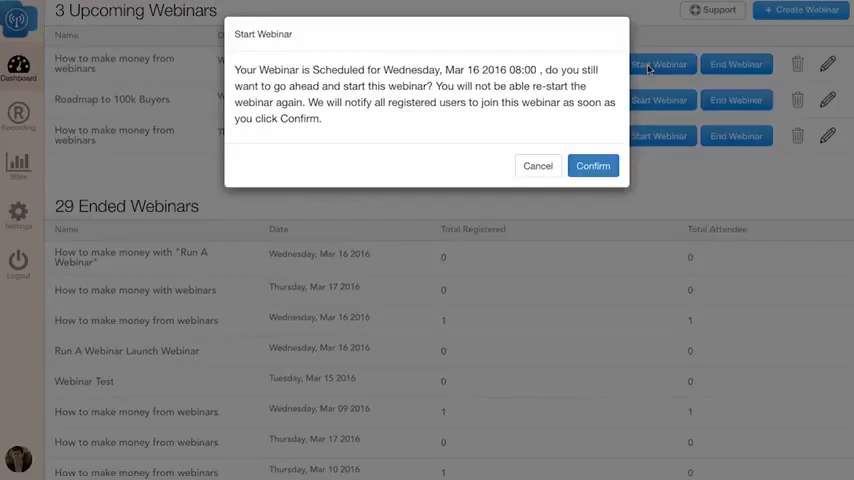 3 Upcoming Webinars
Support
+ Create Webinar
Name
Start Webinar
How to make money from
webinars
Start Webinar
End Webinar
Roadmap to 100k Buyers.
Start Webinar
End Webinar
How to make money from
webinars
Start Webinar
End Webinar
Your Webinar is Scheduled for Wednesday, Mar 16 2016 08:00 , do you still
want to go ahead and start this webinar? You will not be able re-start the
webinar again. We will notify all registered users to join this webinar as soon as
you click Confirm.
Cancel
Confirm
Dashboard
Recording
Stats
Settings
Logout
29 Ended Webinars
Name
Date
Total Registered
Total Attendee
How to make money with "Run A
Webinar"
Wednesday, Mar 16 2016
0
0
How to make money with webinars
Thursday, Mar 17 2016
0
0
How to make money from webinars
Wednesday, Mar 16 2016
1
1
Run A Webinar Launch Webinar
Wednesday, Mar 16 2016
0
0
Webinar Test
Tuesday, Mar 15 2016
0
0
How to make money from webinars.
Wednesday, Mar 09 2016
1
1
How to make money from webinars.
Thursday, Mar 17 2016
0
0
How to make money from webinars.
Thursday, Mar 10 2016
1
0